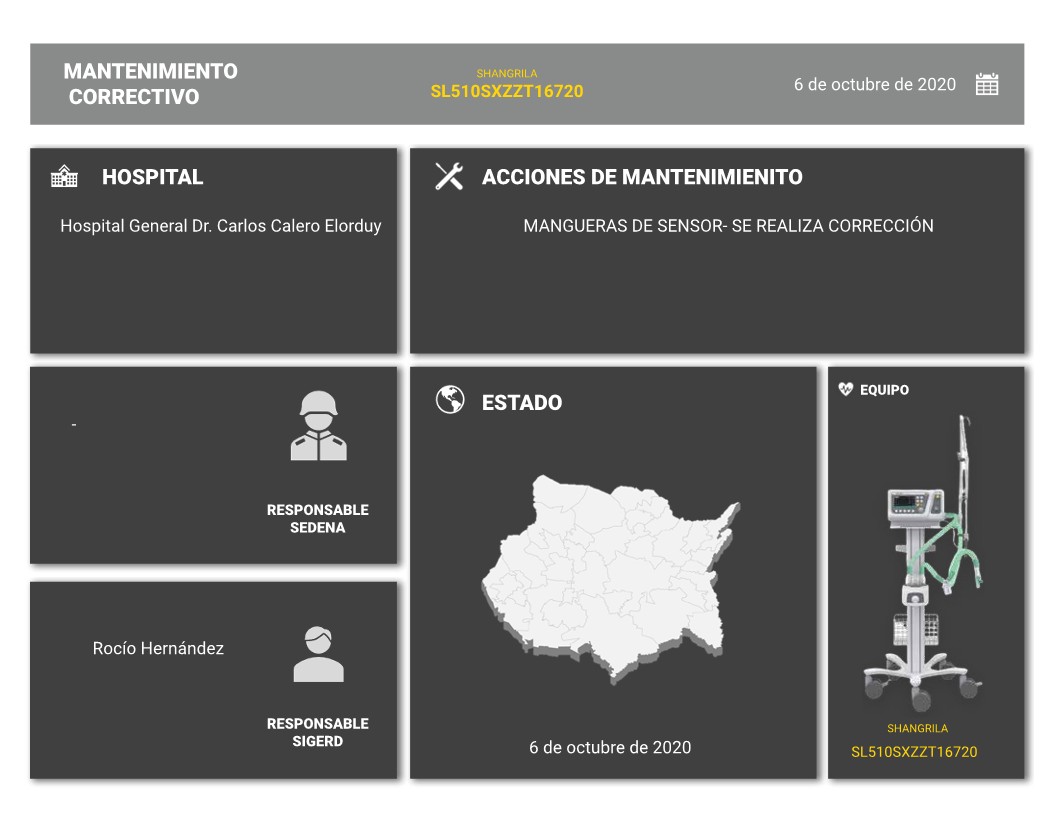 MANTENIMIENTO
CORRECTIVO
SHANGRILA
SL510SXZZT16720
6 de octubre de 2020
HOSPITAL
Hospital General Dr. Carlos Calero Elorduy
ACCIONES DE MANTENIMIENITO
MANGUERAS DE SENSOR- SE REALIZA CORRECCIÓN
-
RESPONSABLE
SEDENA
Rocío Hernández
RESPONSABLE
SIGERD
ESTADO
6 de octubre de 2020
EQUIPO
SHANGRILA
SL510SXZZT16720